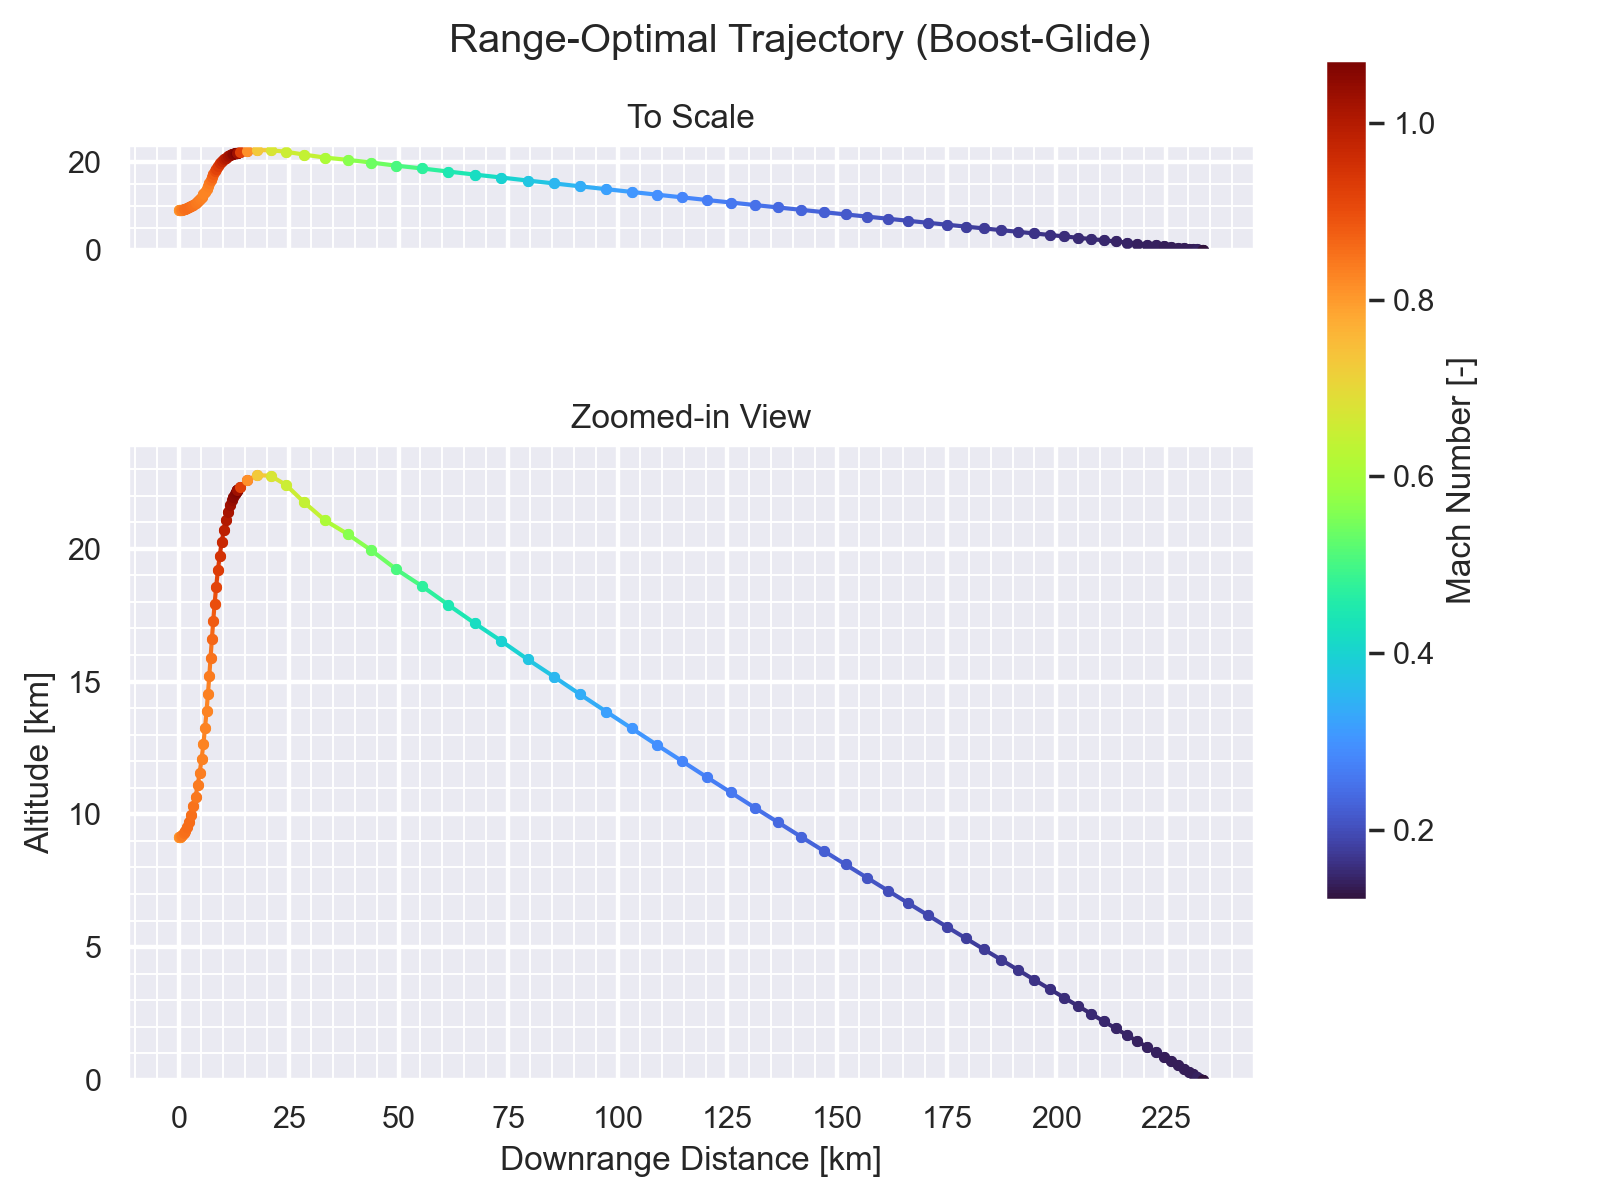 Range-Optimal Trajectory (Boost-Glide)
To Scale
20
0
Zoomed-in View
20
15
10
5
0
Altitude [km]
0 25 50 75 100 125 150 175 200 225
Downrange Distance [km]
1.0
0.8
0.6
0.4
0.2
Mach Number [-]